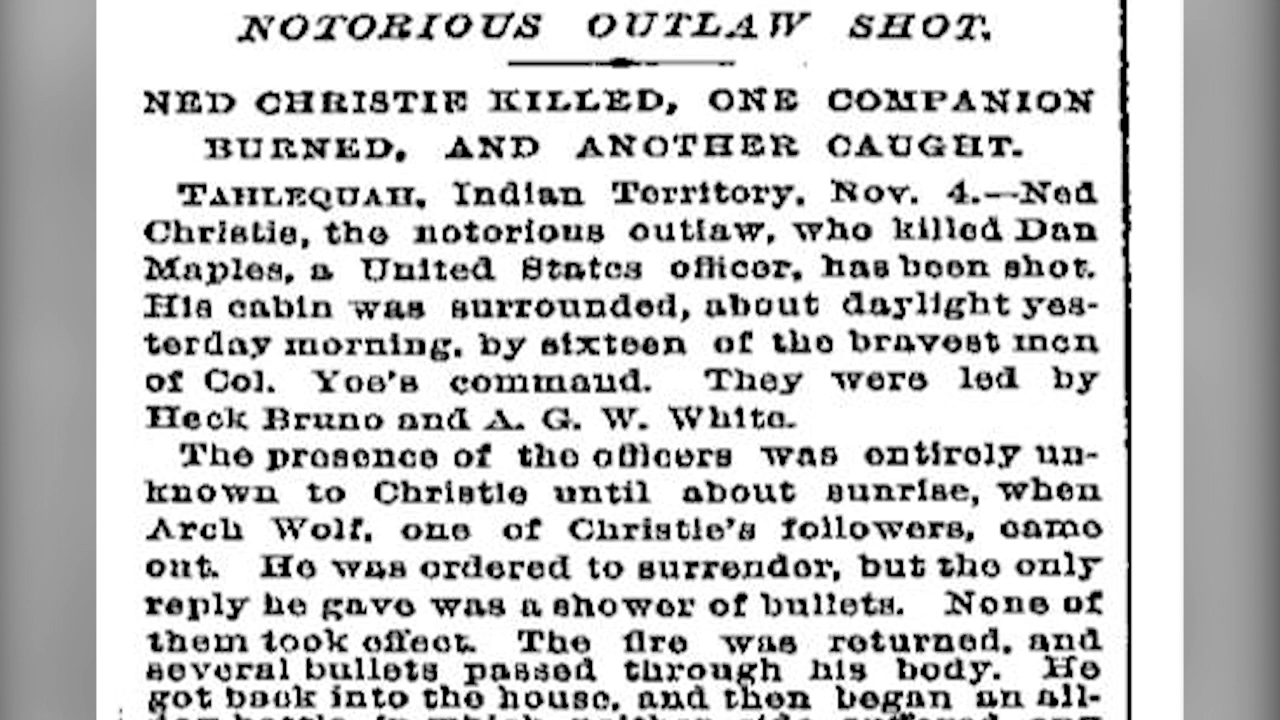 NOTORIOUS OUTLAW SHOT.
NED CHRISTIE KILLED, ONE COMPANION
BURNED, AND ANOTHER CAUGHT.
TAHLEQUAH, Indian Territory, Nov. 4.—Ned
Christie, the notorious outlaw, who killed Dan
Maples, a United States officer, has been shot.
His cabin was surrounded, about daylight yes-
terday morning, by sixteen of the bravest men
of Col. Yoe's command. They were led by
Heck Bruno and A. G. W. White.
The presence of the officers was entirely un-
known to Christie until about sunrise, when
Arch Wolf, one of Christie's followers, came
out. He was ordered to surrender, but the only
reply he gave was a shower of bullets. None of
them took effect. The fire was returned, and
several bullets passed through his body. He
got back into the house, and then began an all-